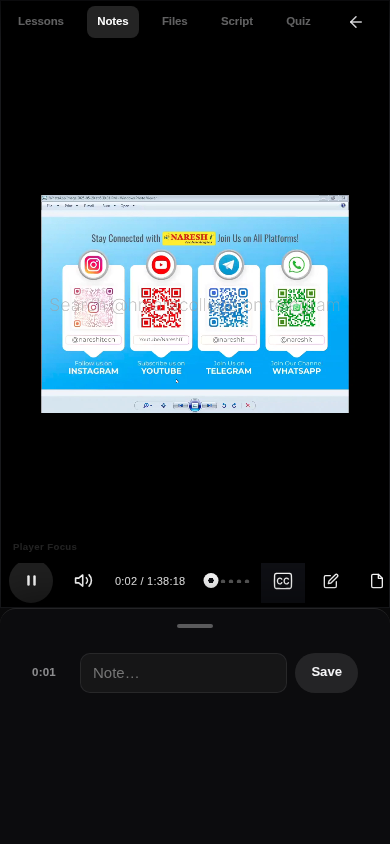 Lessons Notes Files Script Quiz
Stay Connected with NARESH i technologies Join Us on All Platforms!
@nareshitech
Follow us on
INSTAGRAM
Subscribe us on
YOUTUBE
@nareshit
Join Us on
TELEGRAM
@nareshit
Join Our Channel
WHATSAPP
Player Focus
0:02 / 1:38:18
CC
0:01
Note…
Save